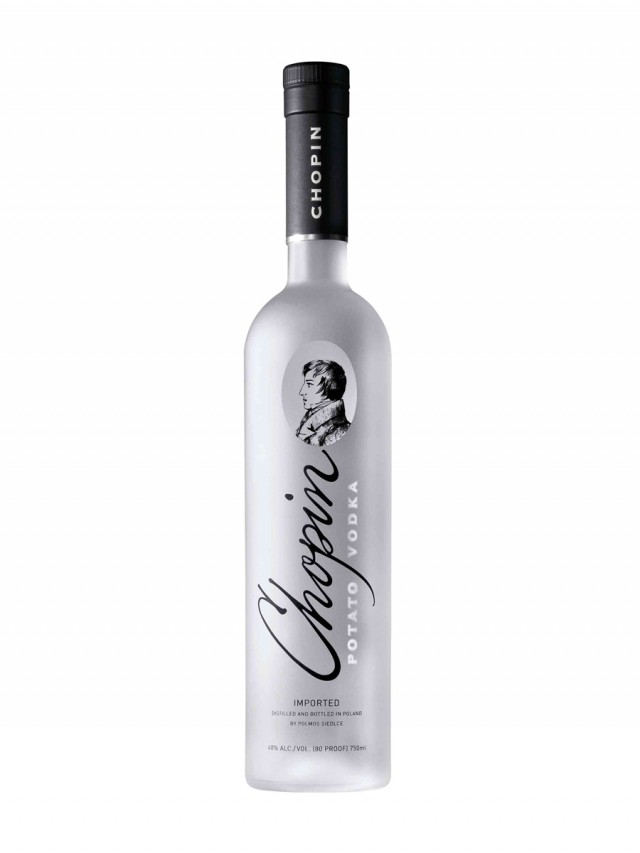 CHOPIN
Chopin
POTATO VODKA
IMPORTED
DISTILLED AND BOTTLED IN POLAND
BY POLMOS SIEDLCE
40% ALC./VOL. (80 PROOF) 750ml